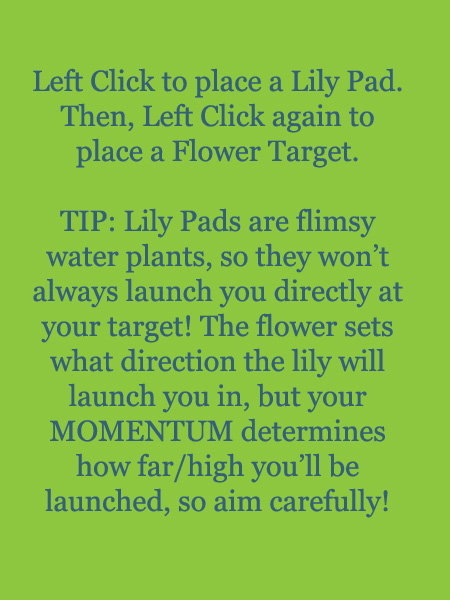 Left Click to place a Lily Pad.
Then, Left Click again to
place a Flower Target.
TIP: Lily Pads are flimsy
water plants, so they won’t
always launch you directly at
your target! The flower sets
what direction the lily will
launch you in, but your
MOMENTUM determines
how far/high you’ll be
launched, so aim carefully!